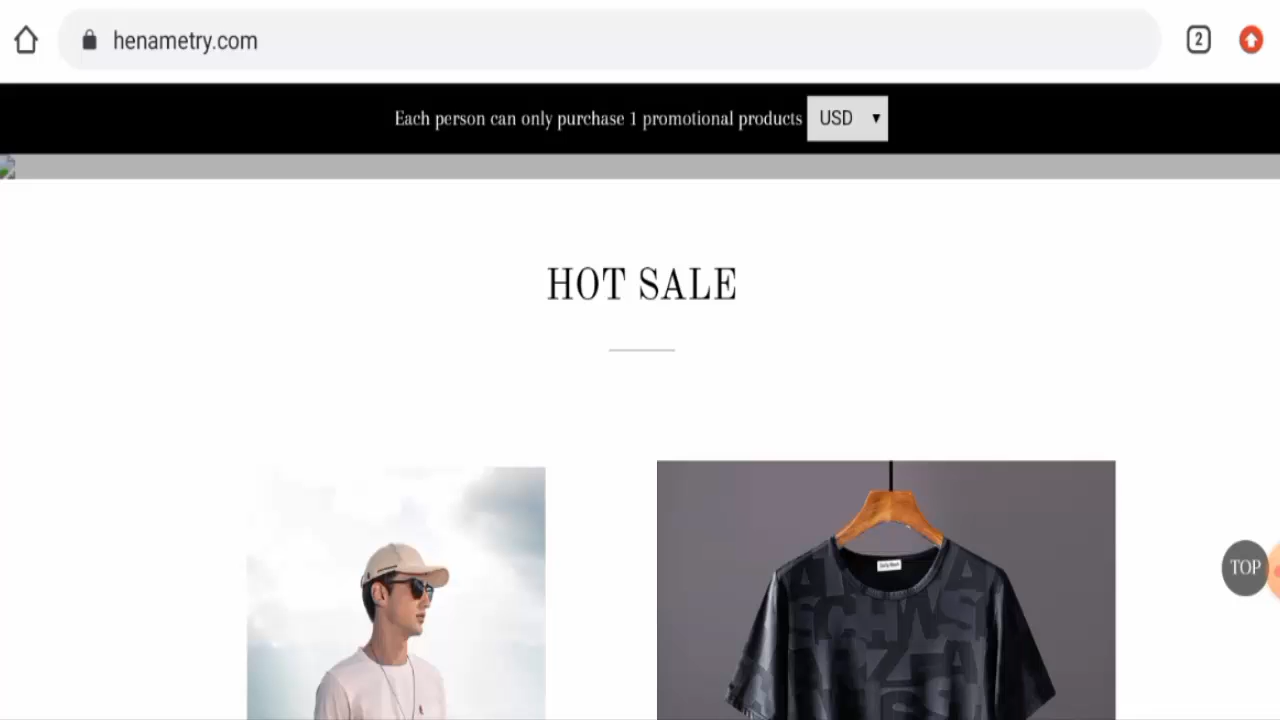 henametry.com
2
Each person can only purchase 1 promotional products
USD
HOT SALE
TOP